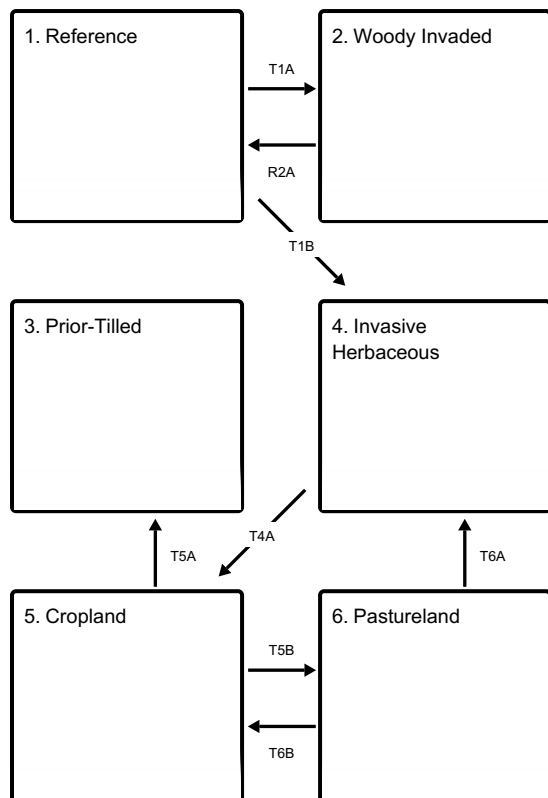 1. Reference
2. Woody Invaded
T1A
R2A
T1B
3. Prior-Tilled
4. Invasive
Herbaceous
T4A
T5A
T6A
5. Cropland
6. Pastureland
T5B
T6B